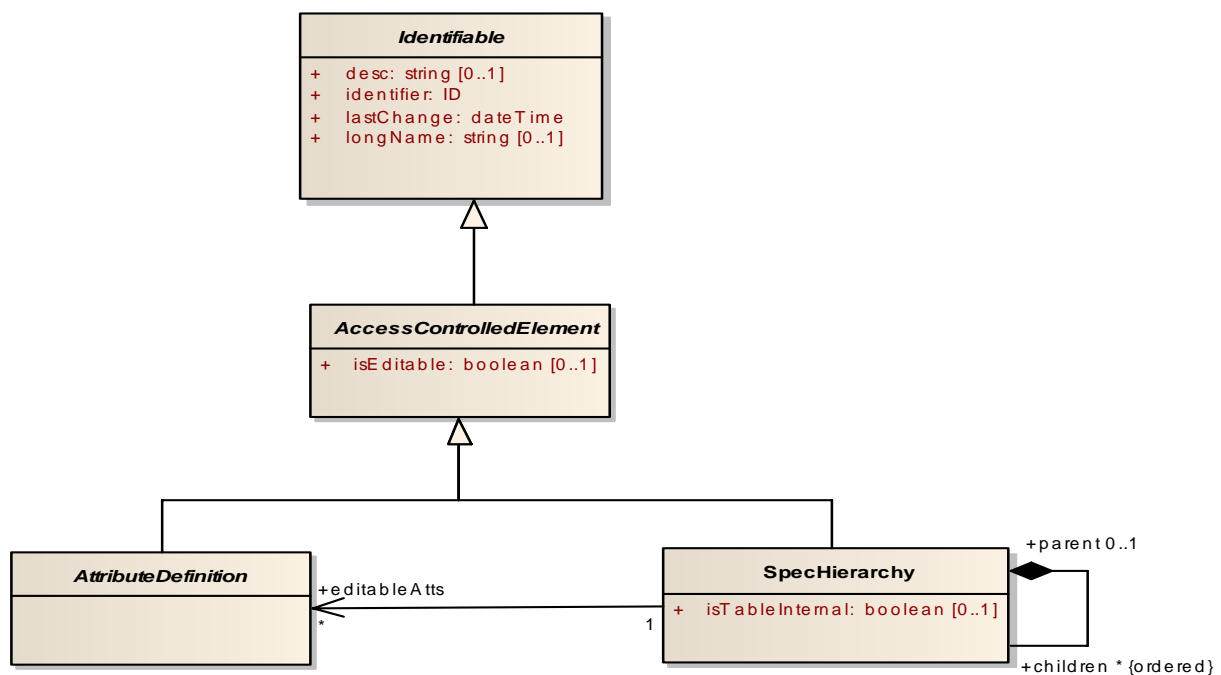 Identifiable
+ desc: string [0..1]
+ identifier: ID
+ lastChange: dateTime
+ longName: string [0..1]
AccessControlledElement
+ isEditable: boolean [0..1]
+parent 0..1
AttributeDefinition
SpecHierarchy
+editableAtts
+ isTableInternal: boolean [0..1]
*
1
+children * {ordered}